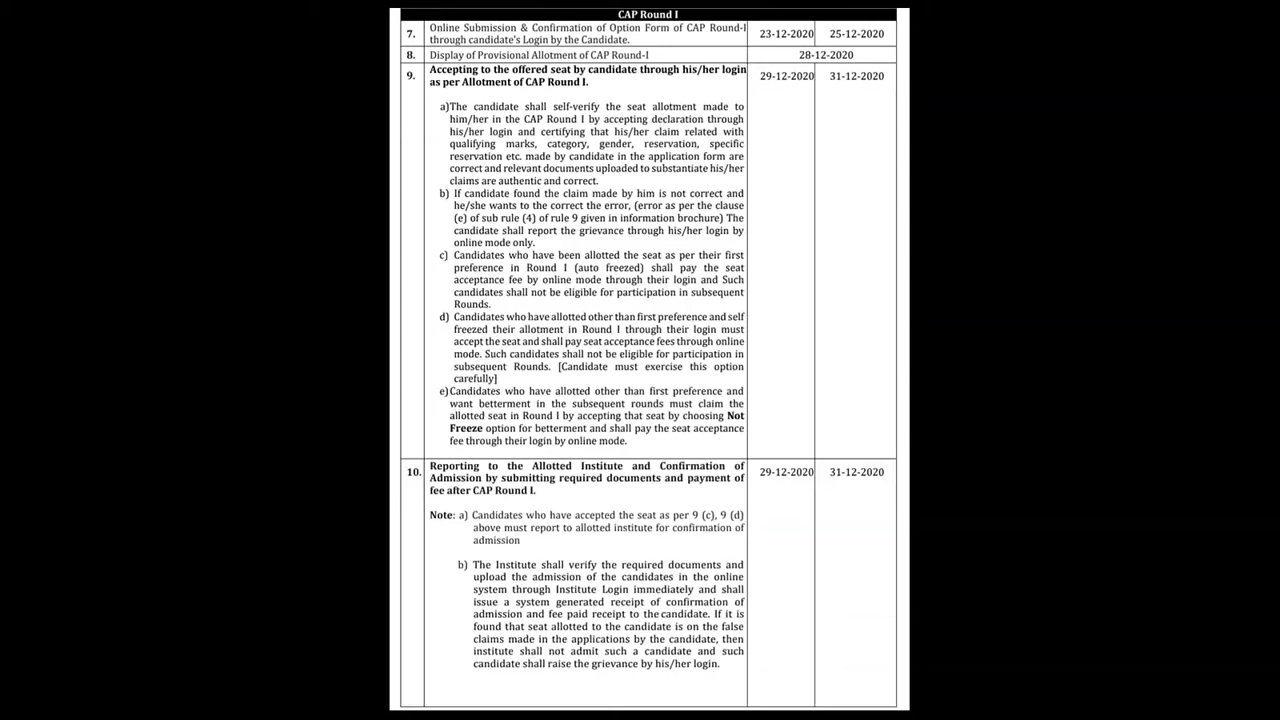 CAP Round I
7. Online Submission & Confirmation of Option Form of CAP Round-I 23-12-2020 25-12-2020
through candidate's Login by the Candidate.
8. Display of Provisional Allotment of CAP Round-I 28-12-2020
9. Accepting to the offered seat by candidate through his/her login 29-12-2020 31-12-2020
as per Allotment of CAP Round I.
a)The candidate shall self-verify the seat allotment made to
him/her in the CAP Round I by accepting declaration through
his/her login and certifying that his/her claim related with
qualifying marks, category, gender, reservation, specific
reservation etc. made by candidate in the application form are
correct and relevant documents uploaded to substantiate his/her
claims are authentic and correct.
b) If candidate found the claim made by him is not correct and
he/she wants to the correct the error, (error as per the clause
(e) of sub rule (4) of rule 9 given in information brochure) The
candidate shall report the grievance through his/her login by
online mode only.
c) Candidates who have been allotted the seat as per their first
preference in Round I (auto freezed) shall pay the seat
acceptance fee by online mode through their login and Such
candidates shall not be eligible for participation in subsequent
Rounds.
d) Candidates who have allotted other than first preference and self
freezed their allotment in Round I through their login must
accept the seat and shall pay seat acceptance fees through online
mode. Such candidates shall not be eligible for participation in
subsequent Rounds. [Candidate must exercise this option
carefully]
e)Candidates who have allotted other than first preference and
want betterment in the subsequent rounds must claim the
allotted seat in Round I by accepting that seat by choosing Not
Freeze option for betterment and shall pay the seat acceptance
fee through their login by online mode.
10. Reporting to the Allotted Institute and Confirmation of 29-12-2020 31-12-2020
Admission by submitting required documents and payment of
fee after CAP Round I.
Note: a) Candidates who have accepted the seat as per 9 (c), 9 (d)
above must report to allotted institute for confirmation of
admission
b) The Institute shall verify the required documents and
upload the admission of the candidates in the online
system through Institute Login immediately and shall
issue a system generated receipt of confirmation of
admission and fee paid receipt to the candidate. If it is
found that seat allotted to the candidate is on the false
claims made in the applications by the candidate, then
institute shall not admit such a candidate and such
candidate shall raise the grievance by his/her login.